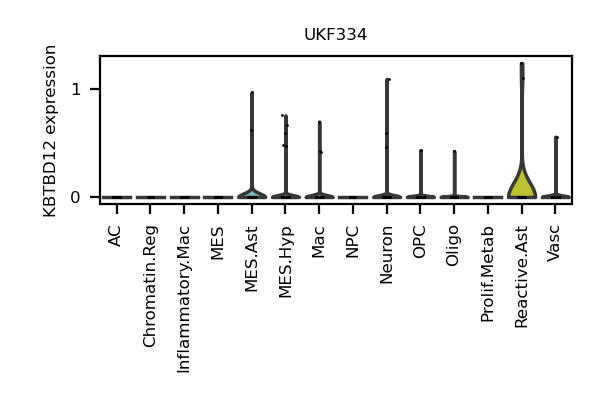 UKF334
KBTBD12 expression
1
0
AC
Chromatin.Reg
Inflammatory.Mac
MES
MES.Ast
MES.Hyp
Mac
NPC
Neuron
OPC
Oligo
Prolif.Metab
Reactive.Ast
Vasc